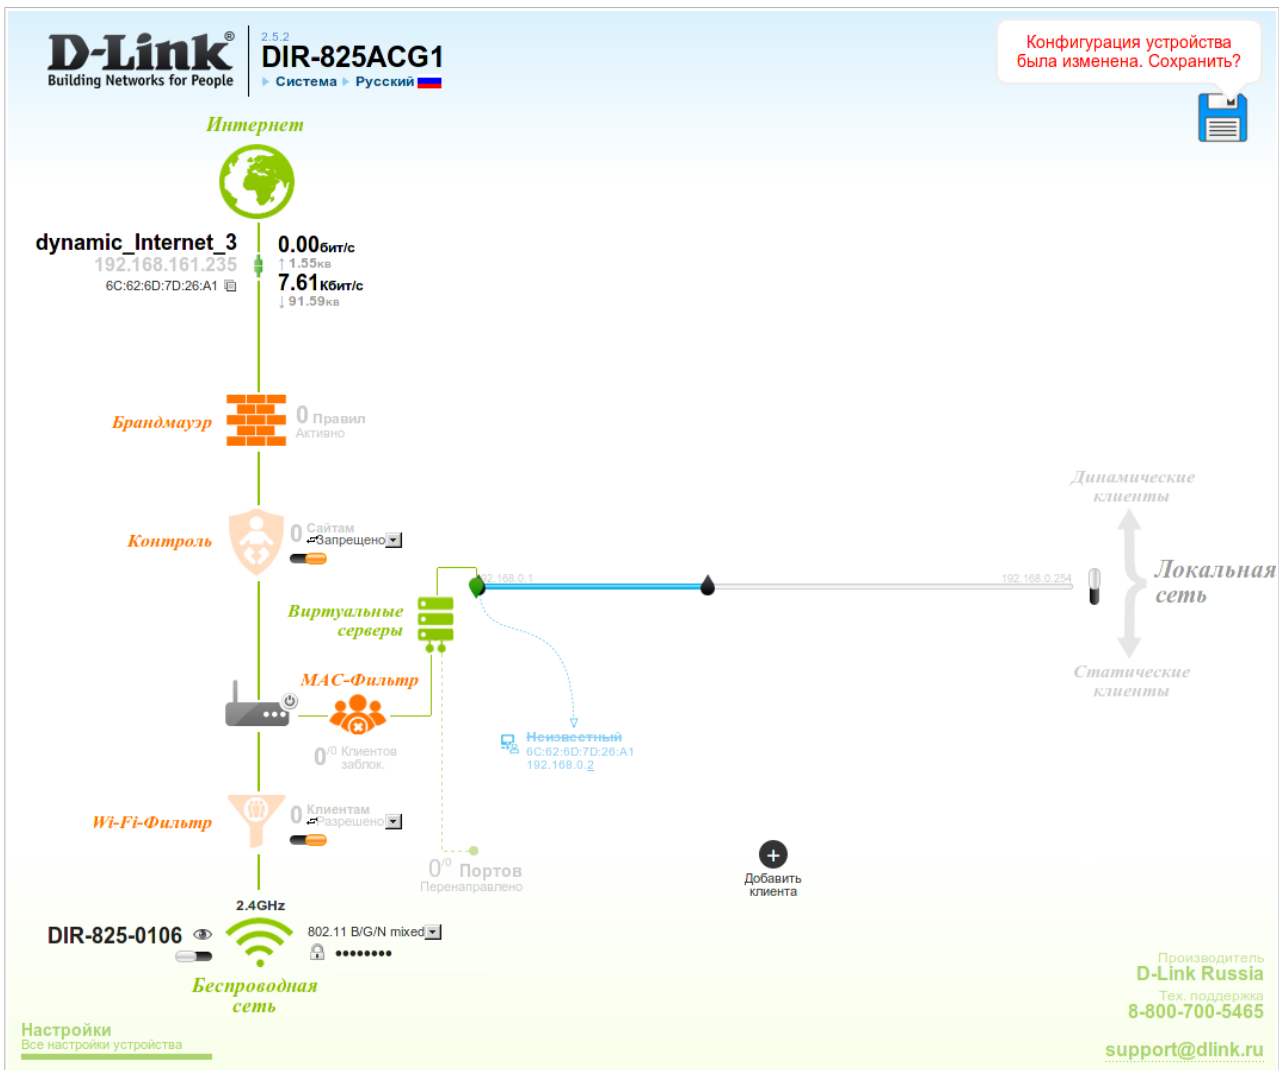 D-Link®
Building Networks for People
2.5.2
DIR-825ACG1
Система Русский
Конфигурация устройства
была изменена. Сохранить?
Интернет
dynamic_Internet_3
192.168.161.235
6C:62:6D:7D:26:A1
0.00бит/с
↑ 1.55кв
7.61Кбит/с
↓ 91.59кв
Брандмауэр
0 Правил
Активно
Контроль
0 Сайтам
Запрещено
Виртуальные
серверы
192.168.0.1
192.168.0.254
Динамические
клиенты
Локальная
сеть
Статические
клиенты
MAC-Фильтр
0/0 Клиентов
заблок.
Неизвестный
6C:62:6D:7D:26:A1
192.168.0.2
Wi-Fi-Фильтр
0 Клиентам
Разрешено
0/0 Портов
Перенаправлено
Добавить
клиента
2.4GHz
DIR-825-0106
802.11 B/G/N mixed
••••••••
Беспроводная
сеть
Настройки
Все настройки устройства
Производитель
D-Link Russia
Тех. поддержка
8-800-700-5465
support@dlink.ru